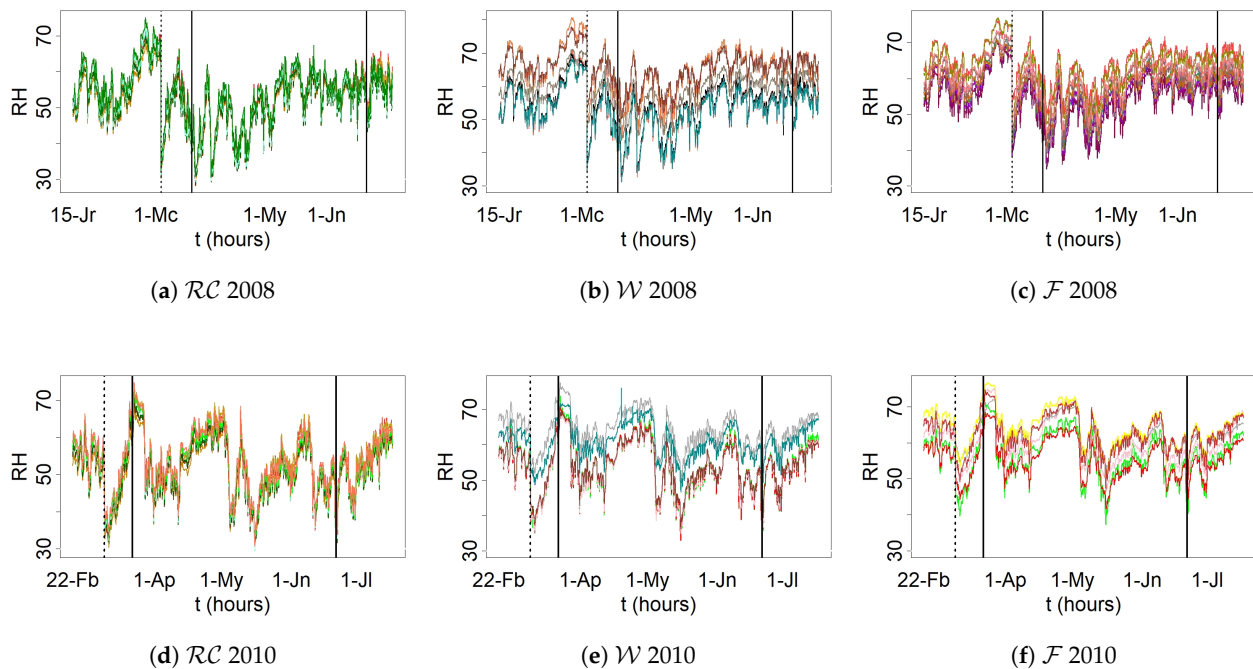 RH
70
50
30
15-Jr 1-Mc 1-My 1-Jn
t (hours)
(a) RC 2008
RH
70
50
30
15-Jr 1-Mc 1-My 1-Jn
t (hours)
(b) W 2008
RH
70
50
30
15-Jr 1-Mc 1-My 1-Jn
t (hours)
(c) F 2008
RH
70
50
30
22-Fb 1-Ap 1-My 1-Jn 1-Jl
t (hours)
(d) RC 2010
RH
70
50
30
22-Fb 1-Ap 1-My 1-Jn 1-Jl
t (hours)
(e) W 2010
RH
70
50
30
22-Fb 1-Ap 1-My 1-Jn 1-Jl
t (hours)
(f) F 2010